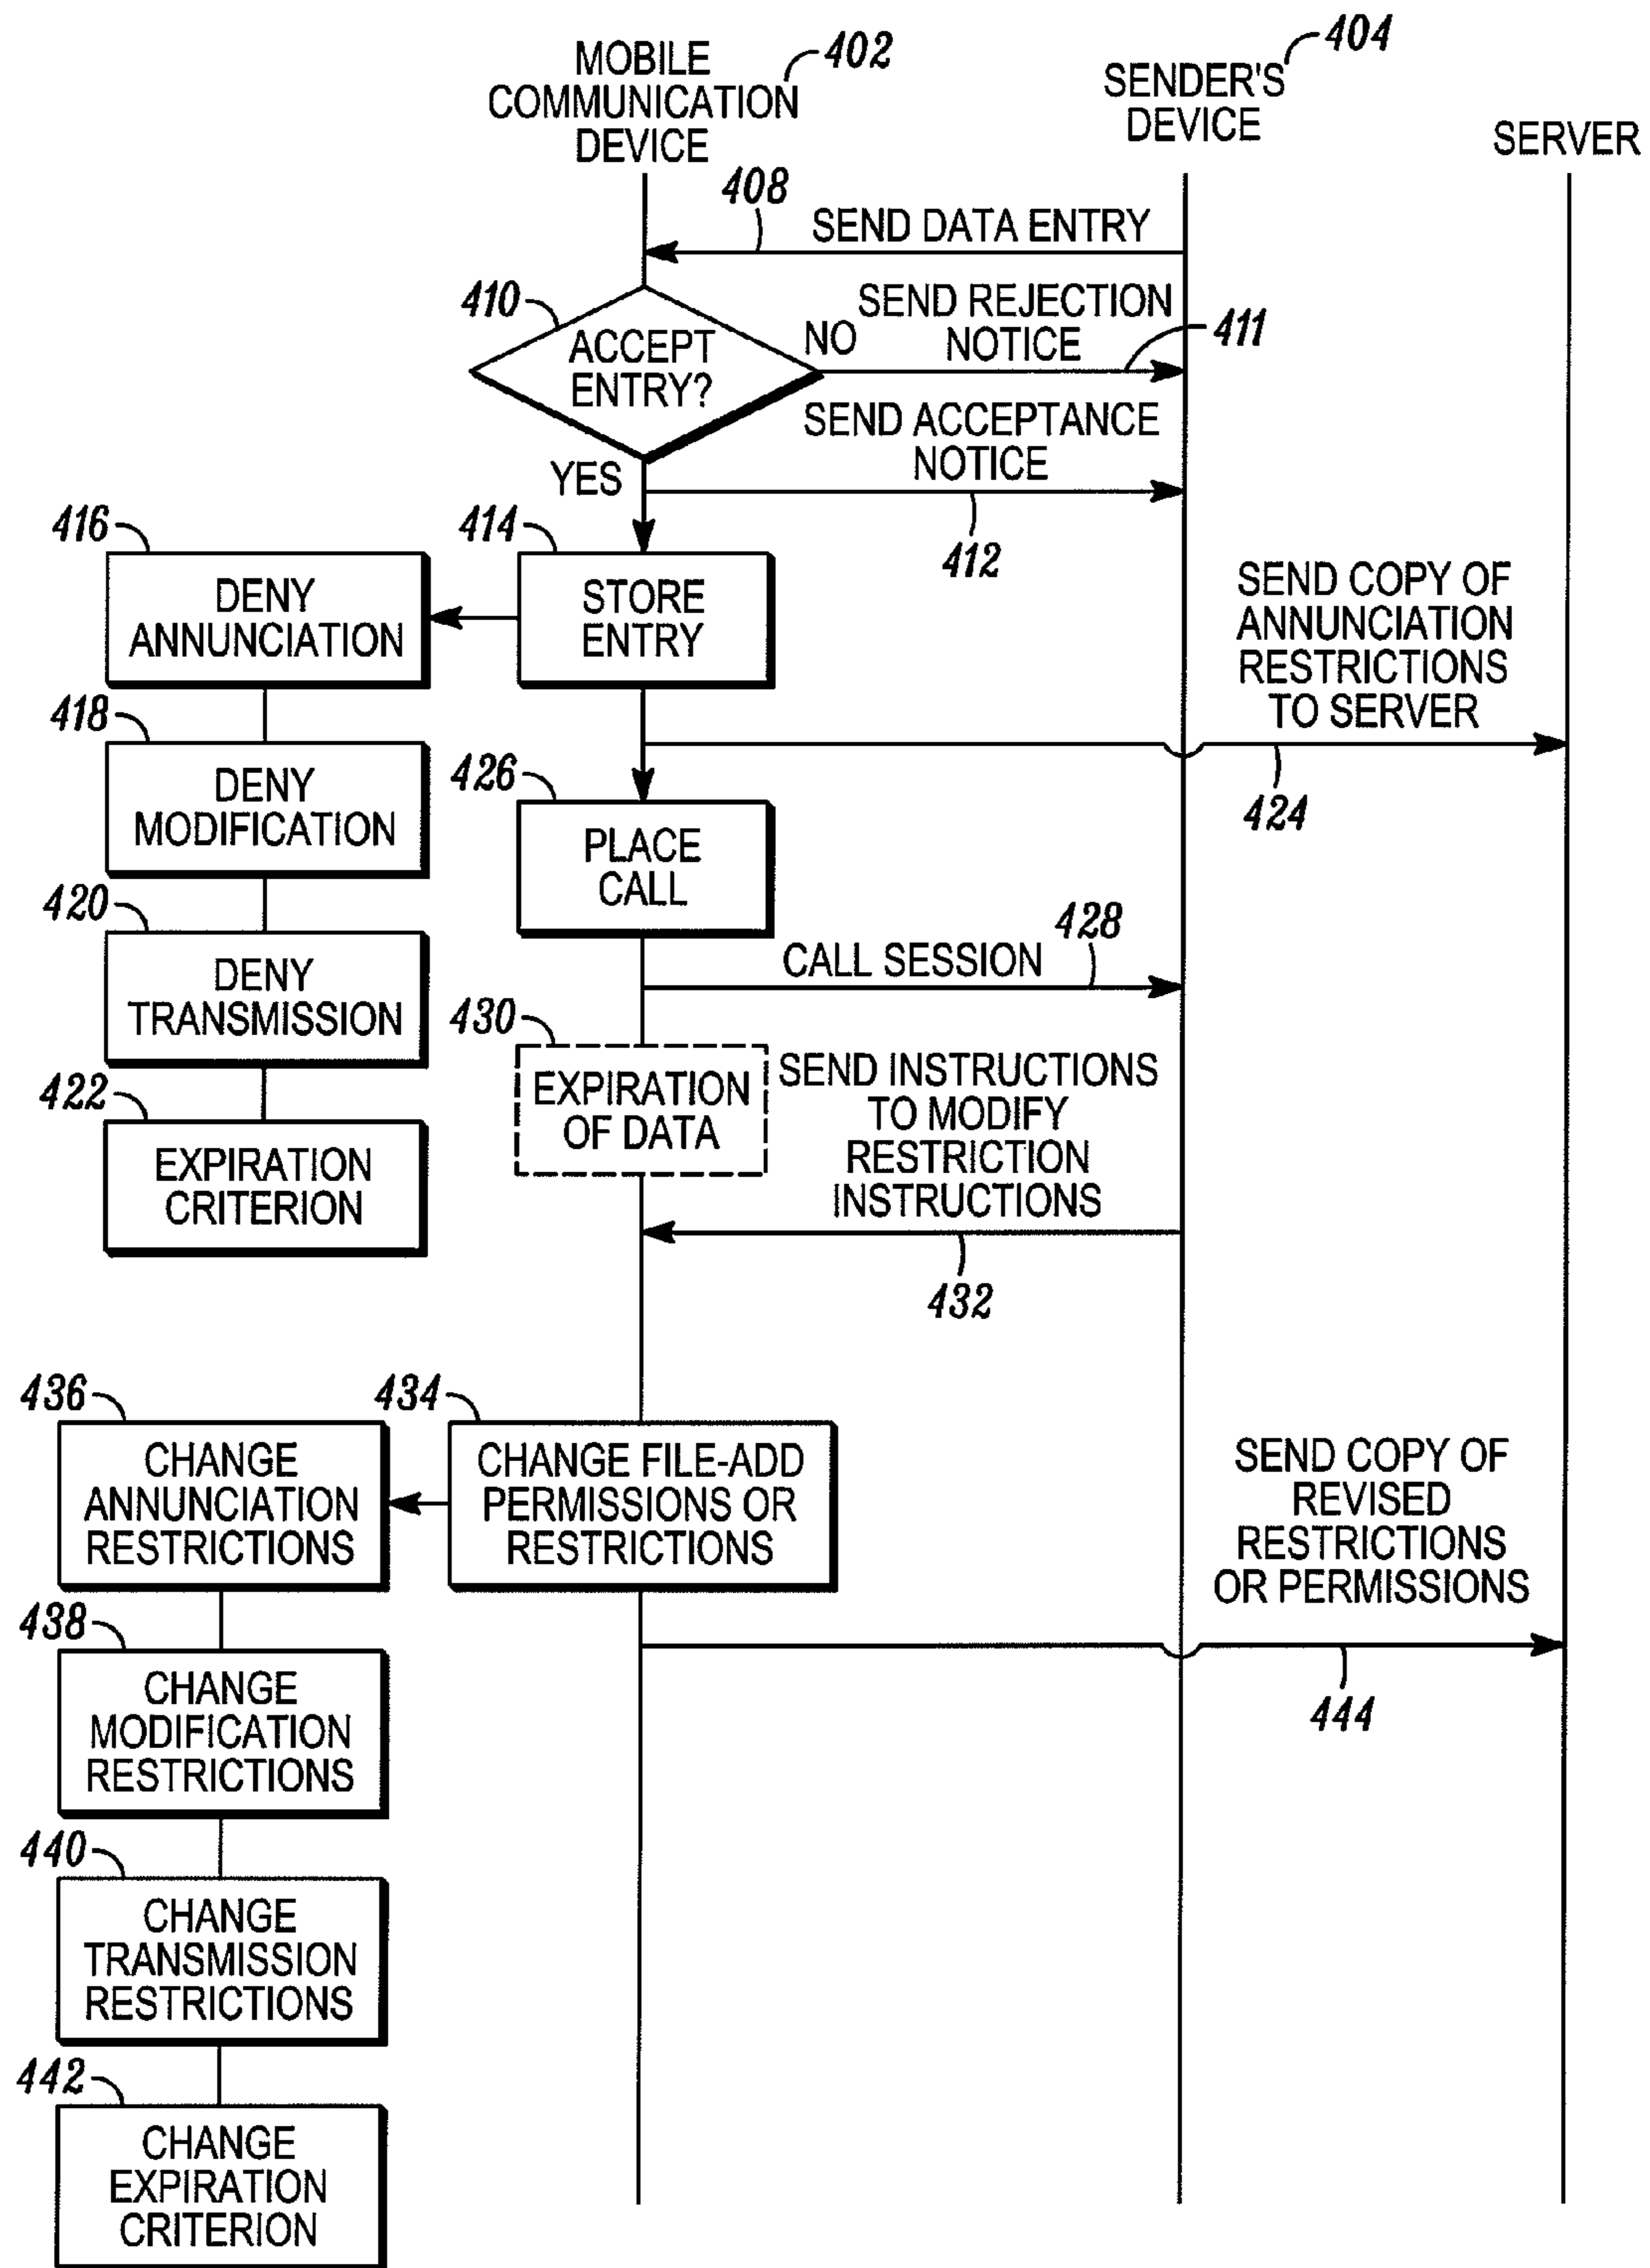 MOBILE
COMMUNICATION
DEVICE
402
SENDER'S
DEVICE
404
SERVER
408
SEND DATA ENTRY
410
ACCEPT
ENTRY?
NO
SEND REJECTION
NOTICE
411
YES
SEND ACCEPTANCE
NOTICE
412
416
DENY
ANNUNCIATION
414
STORE
ENTRY
SEND COPY OF
ANNUNCIATION
RESTRICTIONS
TO SERVER
424
418
DENY
MODIFICATION
426
PLACE
CALL
420
DENY
TRANSMISSION
CALL SESSION
428
430
EXPIRATION
OF DATA
422
EXPIRATION
CRITERION
SEND INSTRUCTIONS
TO MODIFY
RESTRICTION
INSTRUCTIONS
432
436
CHANGE
ANNUNCIATION
RESTRICTIONS
434
CHANGE FILE-ADD
PERMISSIONS OR
RESTRICTIONS
SEND COPY OF
REVISED
RESTRICTIONS
OR PERMISSIONS
444
438
CHANGE
MODIFICATION
RESTRICTIONS
440
CHANGE
TRANSMISSION
RESTRICTIONS
442
CHANGE
EXPIRATION
CRITERION